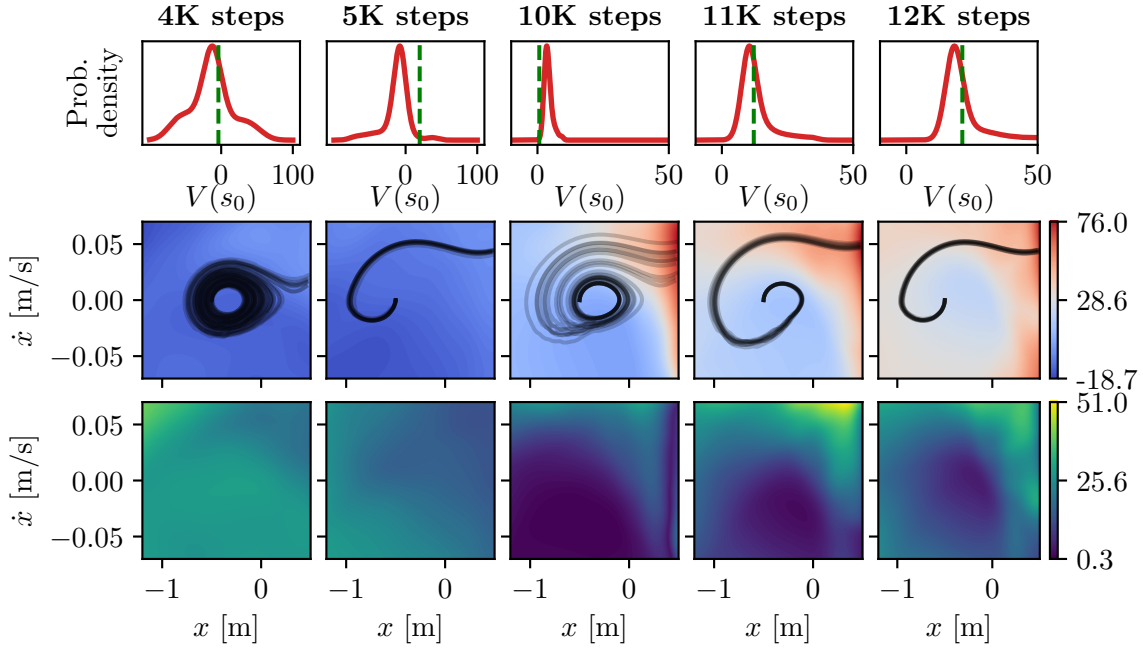 4K steps 5K steps 10K steps 11K steps 12K steps
Prob. density
0 100 0 100 0 50 0 50 0 50
V(s₀) V(s₀) V(s₀) V(s₀) V(s₀)
ẋ [m/s]
0.05
0.00
−0.05
76.0
28.6
-18.7
ẋ [m/s]
0.05
0.00
−0.05
51.0
25.6
0.3
−1 0 −1 0 −1 0 −1 0 −1 0
x [m] x [m] x [m] x [m] x [m]